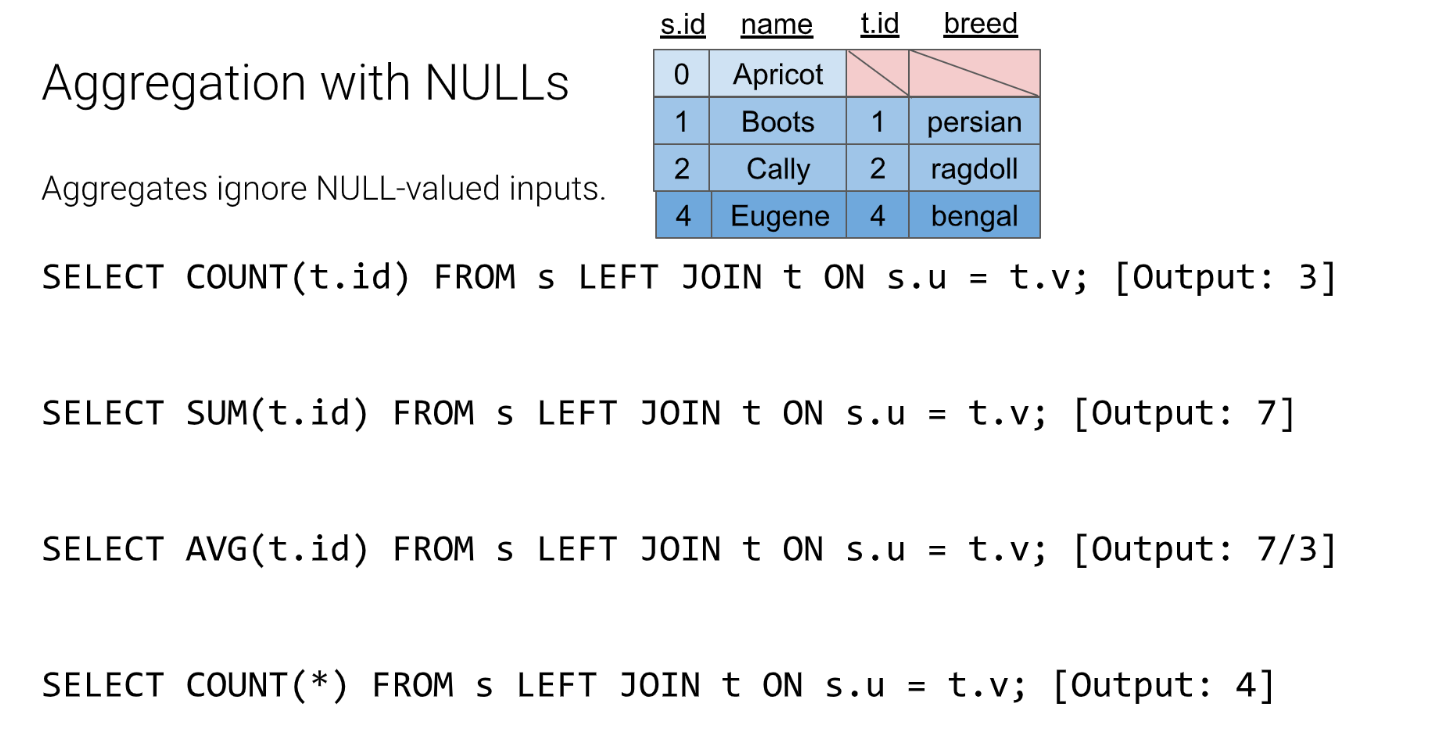 s.id name t.id breed
Aggregation with NULLs
0 Apricot
1 Boots 1 persian
2 Cally 2 ragdoll
4 Eugene 4 bengal
Aggregates ignore NULL-valued inputs.
SELECT COUNT(t.id) FROM s LEFT JOIN t ON s.u = t.v; [Output: 3]
SELECT SUM(t.id) FROM s LEFT JOIN t ON s.u = t.v; [Output: 7]
SELECT AVG(t.id) FROM s LEFT JOIN t ON s.u = t.v; [Output: 7/3]
SELECT COUNT(*) FROM s LEFT JOIN t ON s.u = t.v; [Output: 4]